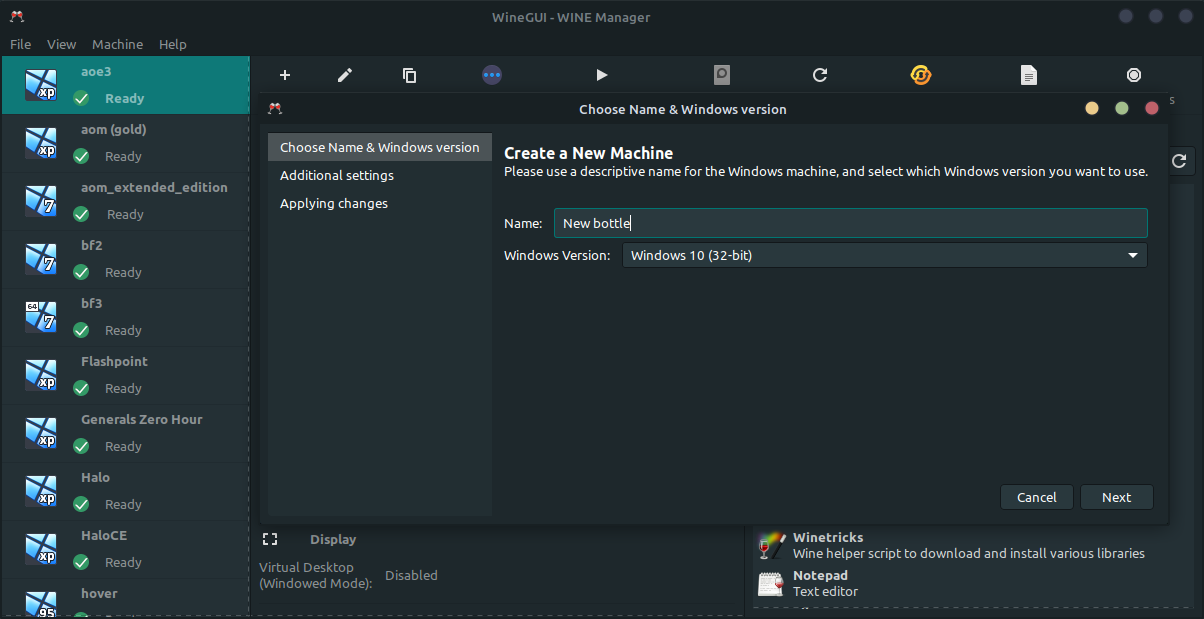 WineGUI - WINE Manager
File View Machine Help
aoe3
Ready
aom (gold)
Ready
aom_extended_edition
Ready
bf2
Ready
bf3
Ready
Flashpoint
Ready
Generals Zero Hour
Ready
Halo
Ready
HaloCE
Ready
hover
xp
xp
7
7
64
7
xp
xp
xp
xp
95
Choose Name & Windows version
Choose Name & Windows version
Additional settings
Applying changes
Create a New Machine
Please use a descriptive name for the Windows machine, and select which Windows version you want to use.
Name: New bottle
Windows Version: Windows 10 (32-bit)
Cancel Next
Display
Virtual Desktop
(Windowed Mode): Disabled
Winetricks
Wine helper script to download and install various libraries
Notepad
Text editor